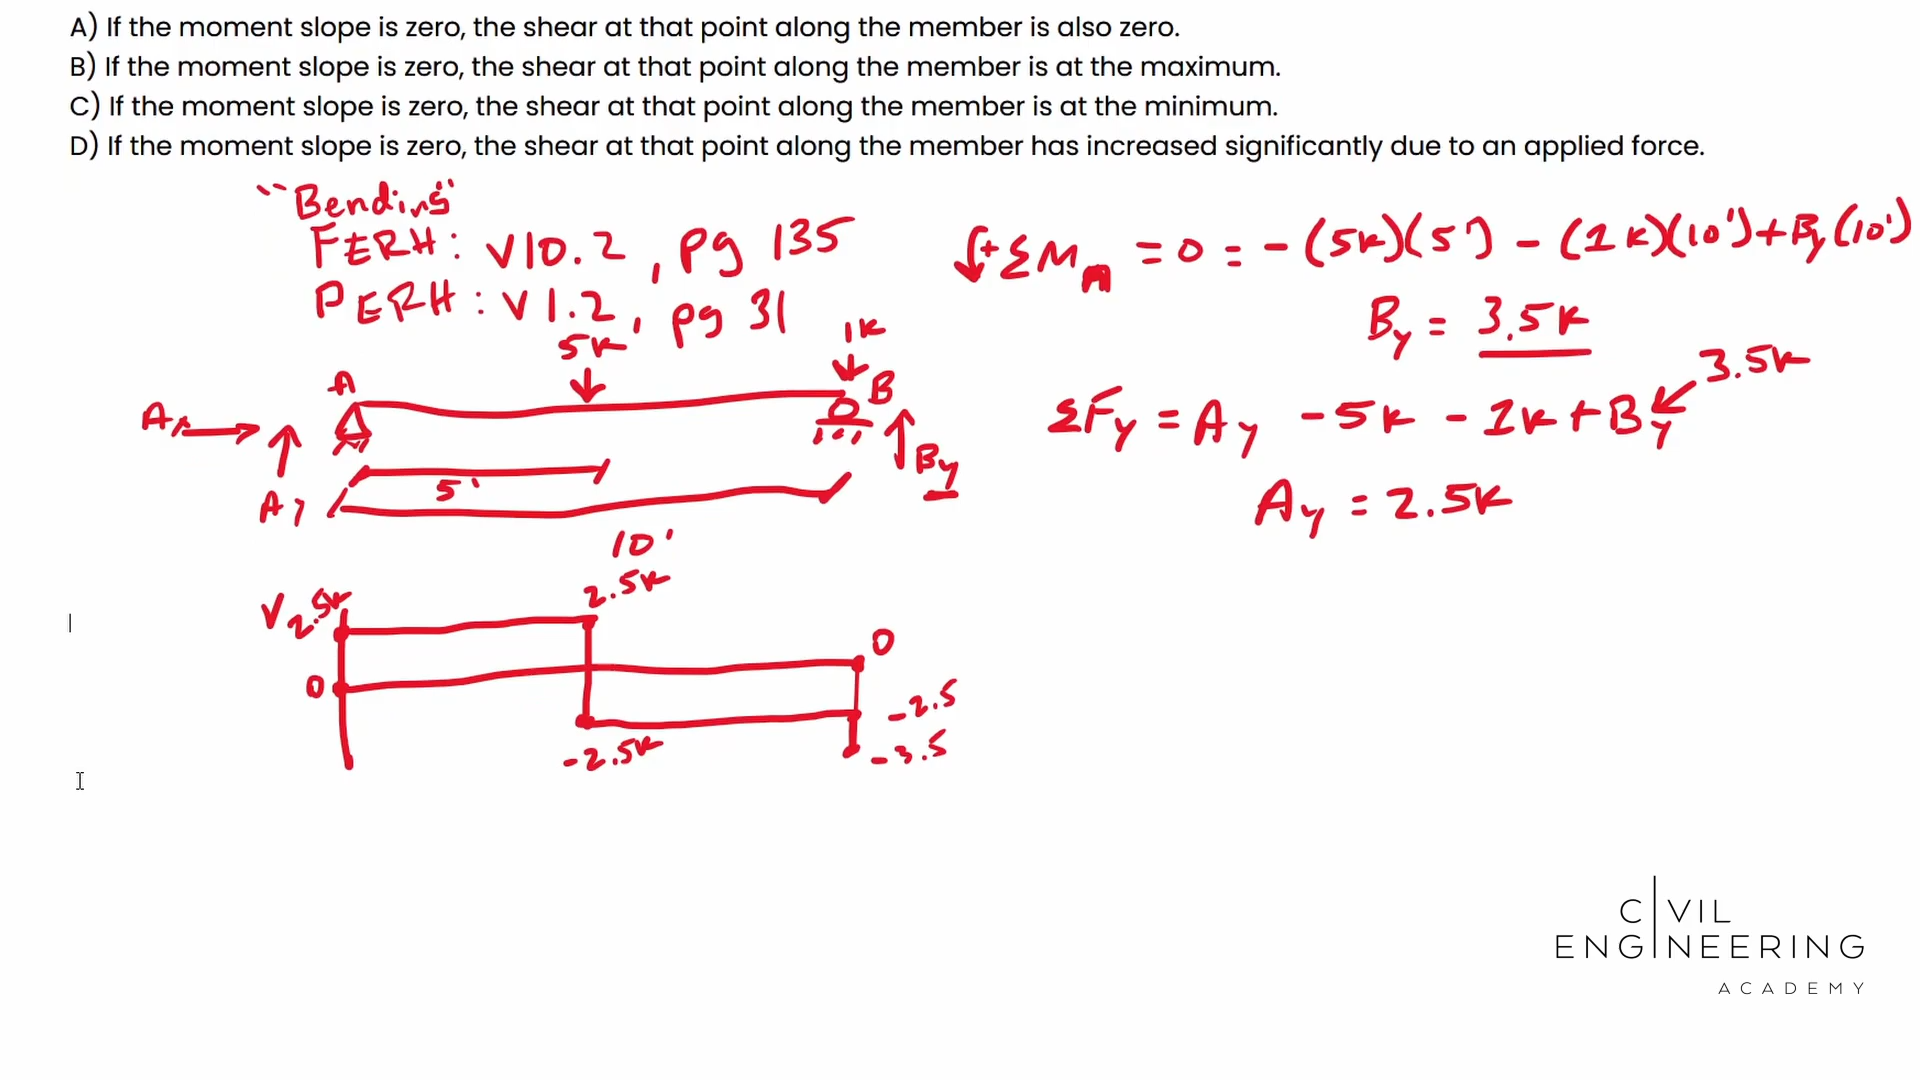 A) If the moment slope is zero, the shear at that point along the member is also zero.
B) If the moment slope is zero, the shear at that point along the member is at the maximum.
C) If the moment slope is zero, the shear at that point along the member is at the minimum.
D) If the moment slope is zero, the shear at that point along the member has increased significantly due to an applied force.
"Bending"
FERH: V10.2, pg 135
PERH: V1.2, pg 31
+ΣM_A = 0 = -(5k)(5') - (1k)(10') + By(10')
By = 3.5k
3.5k
ΣFy = Ay - 5k - 1k + By
Ay = 2.5k
5k
1k
A
B
Ax
Ay
By
5'
10'
V
2.5k
2.5k
0
0
-2.5k
-2.5
-3.5
CIVIL
ENGINEERING
ACADEMY